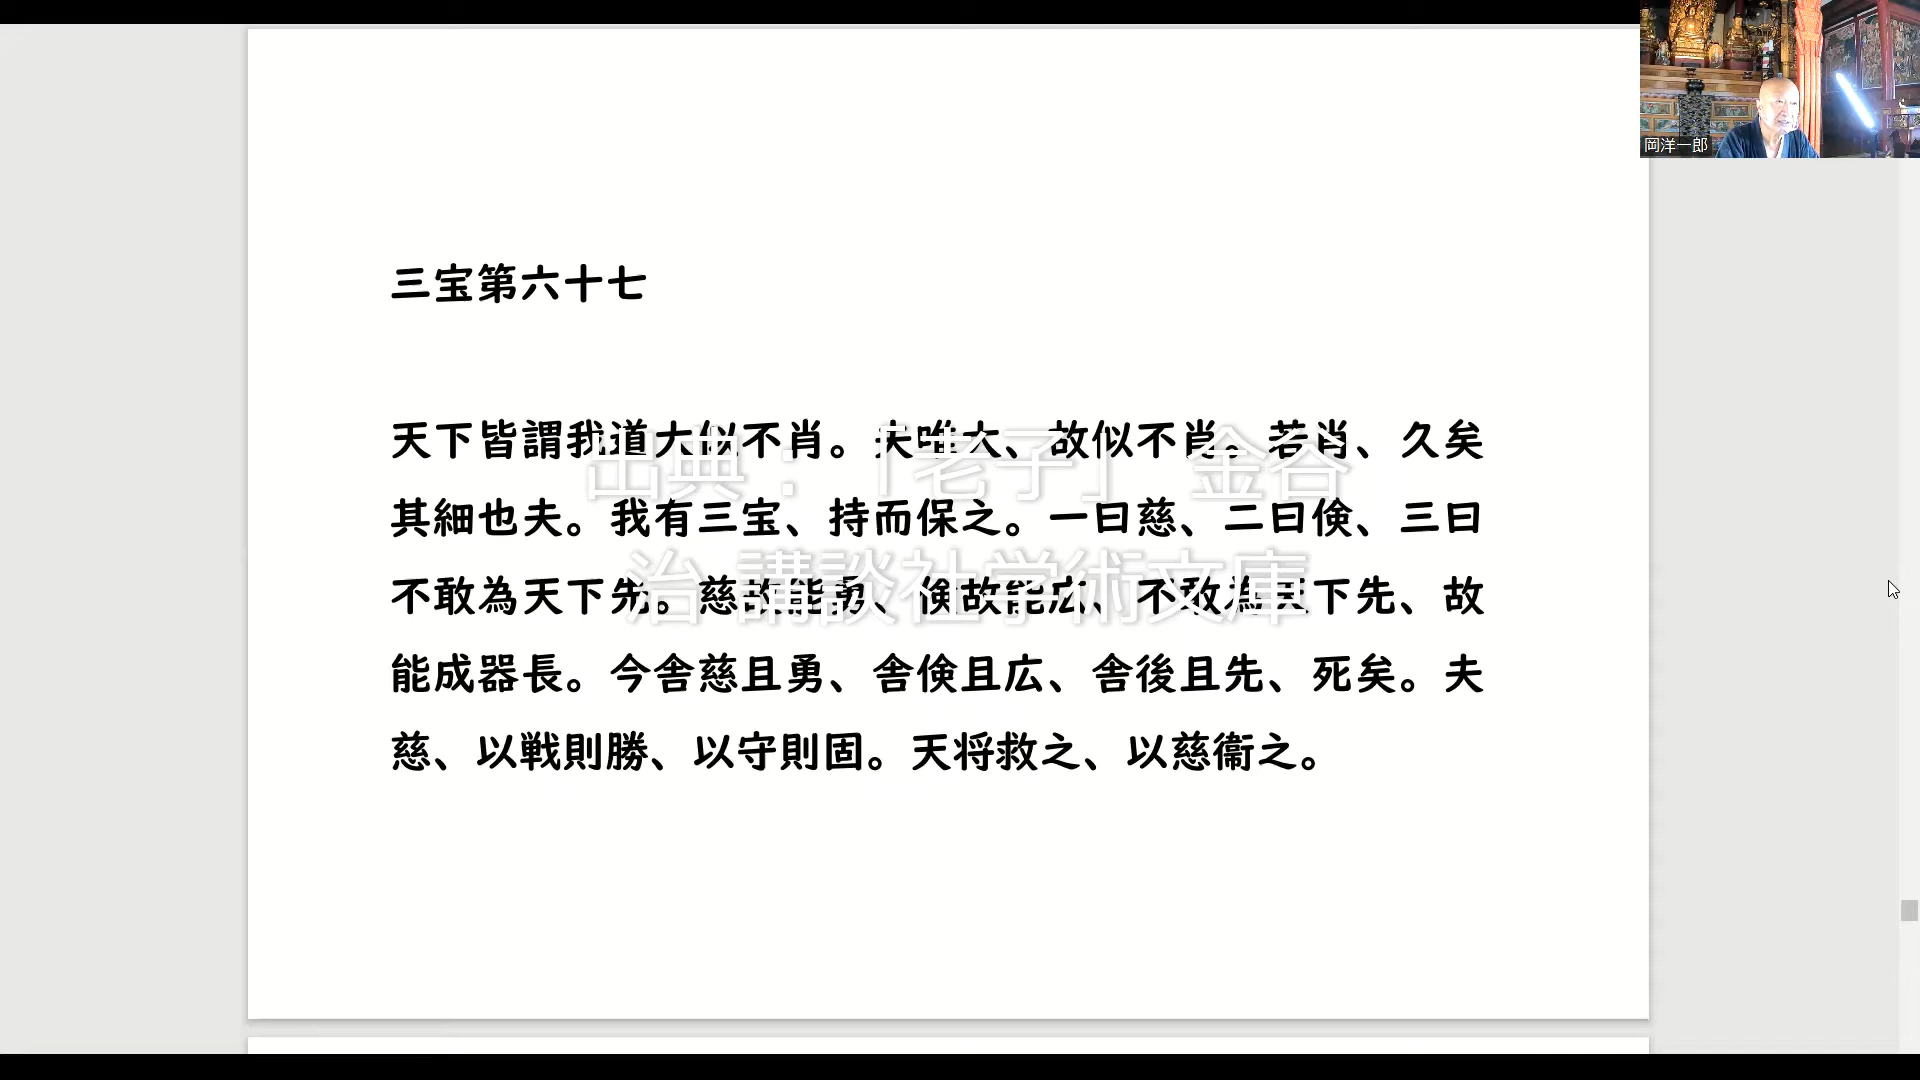 岡洋一郎
三宝第六十七
天下皆謂我道大似不肖。夫唯大、故似不肖。若肖、久矣
其細也夫。我有三宝、持而保之。一曰慈、二曰倹、三曰
不敢為天下先。慈故能勇、倹故能広、不敢為天下先、故
能成器長。今舎慈且勇、舎倹且広、舎後且先、死矣。夫
慈、以戦則勝、以守則固。天将救之、以慈衞之。
出典：「老子」 金谷
治 講談社学術文庫